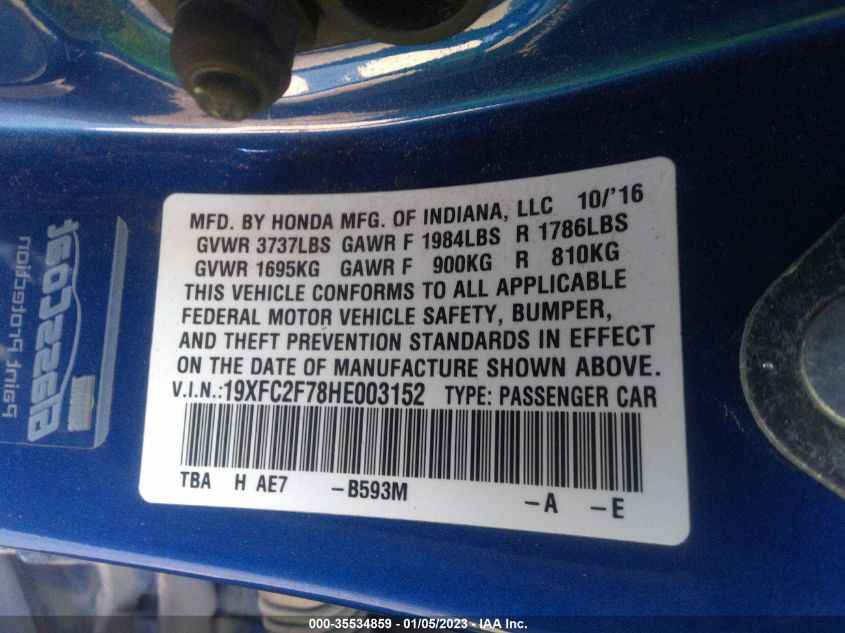 MFD. BY HONDA MFG. OF INDIANA, LLC 10/'16
GVWR 3737LBS GAWR F 1984LBS R 1786LBS
GVWR 1695KG GAWR F 900KG R 810KG
THIS VEHICLE CONFORMS TO ALL APPLICABLE
FEDERAL MOTOR VEHICLE SAFETY, BUMPER,
AND THEFT PREVENTION STANDARDS IN EFFECT
ON THE DATE OF MANUFACTURE SHOWN ABOVE.
V.I.N.:19XFC2F78HE003152 TYPE: PASSENGER CAR
TBA H AE7 -B593M -A -E
Glasscoat
Paint Protection
000-35534859 — 01/05/2023 — IAA Inc.